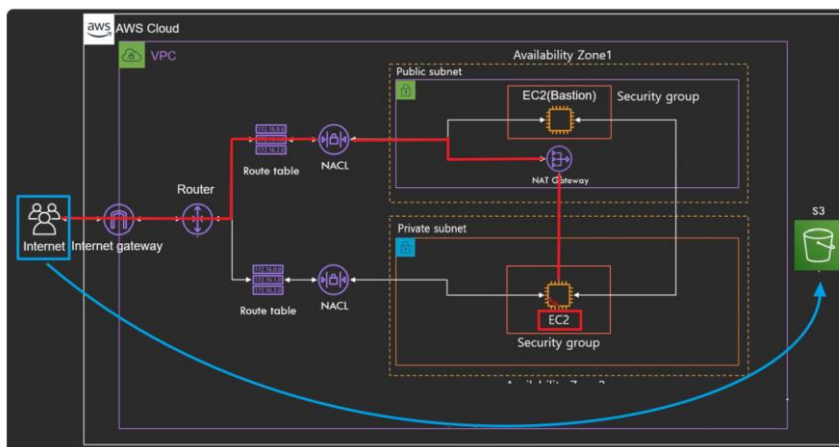 aws
AWS Cloud
VPC
Availability Zone1
Public subnet
EC2(Bastion)
Security group
Route table
NACL
NAT Gateway
Router
Internet
Internet gateway
S3
Private subnet
Route table
NACL
EC2
Security group